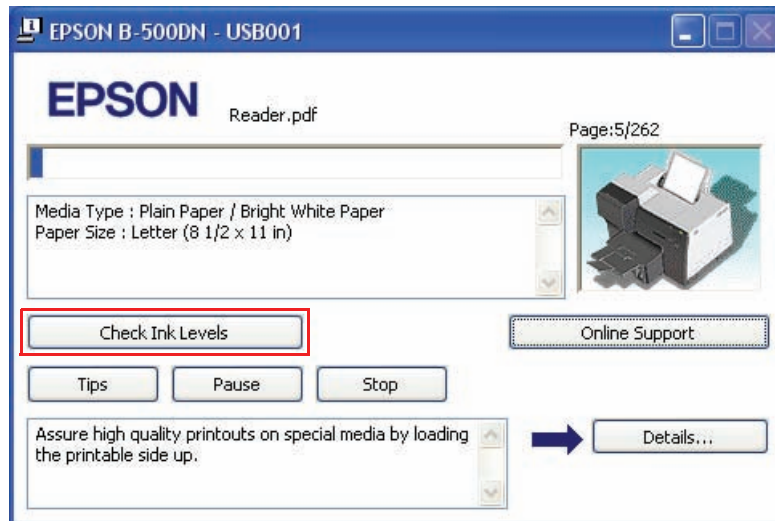 EPSON B-500DN - USB001
EPSON
Reader.pdf
Page:5/262
Media Type : Plain Paper / Bright White Paper
Paper Size : Letter (8 1/2 x 11 in)
Check Ink Levels
Online Support
Tips
Pause
Stop
Assure high quality printouts on special media by loading
the printable side up.
Details...